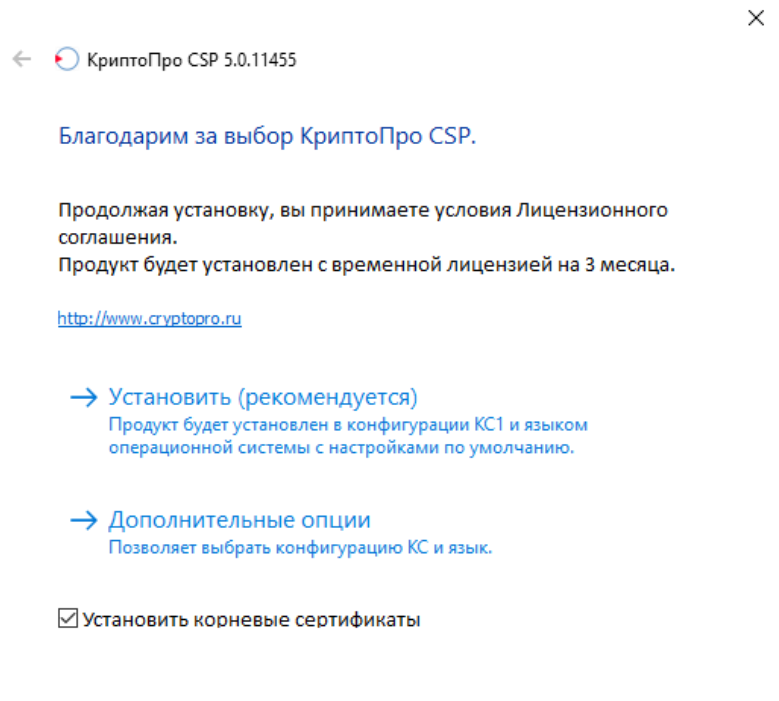 КриптоПро CSP 5.0.11455
Благодарим за выбор КриптоПро CSP.
Продолжая установку, вы принимаете условия Лицензионного
соглашения.
Продукт будет установлен с временной лицензией на 3 месяца.
http://www.cryptopro.ru
Установить (рекомендуется)
Продукт будет установлен в конфигурации КС1 и языком
операционной системы с настройками по умолчанию.
Дополнительные опции
Позволяет выбрать конфигурацию КС и язык.
Установить корневые сертификаты